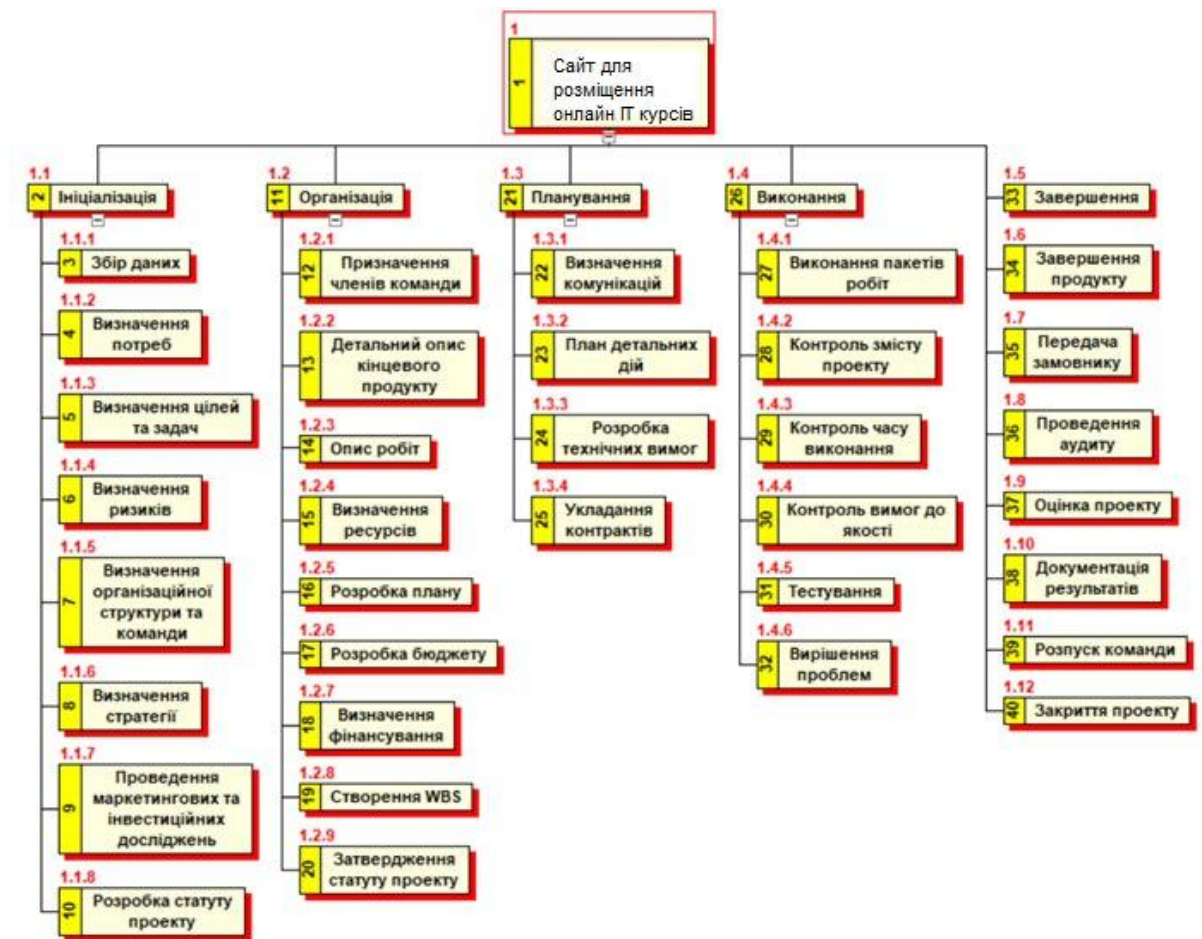 1
1
Сайт для
розміщення
онлайн ІТ курсів
1.1
2
Ініціалізація
1.1.1
3
Збір даних
1.1.2
4
Визначення
потреб
1.1.3
5
Визначення цілей
та задач
1.1.4
6
Визначення
ризиків
1.1.5
7
Визначення
організаційної
структури та
команди
1.1.6
8
Визначення
стратегії
1.1.7
9
Проведення
маркетингових та
інвестиційних
досліджень
1.1.8
10
Розробка статуту
проекту
1.2
11
Організація
1.2.1
12
Призначення
членів команди
1.2.2
13
Детальний опис
кінцевого
продукту
1.2.3
14
Опис робіт
1.2.4
15
Визначення
ресурсів
1.2.5
16
Розробка плану
1.2.6
17
Розробка бюджету
1.2.7
18
Визначення
фінансування
1.2.8
19
Створення WBS
1.2.9
20
Затвердження
статуту проекту
1.3
21
Планування
1.3.1
22
Визначення
комунікацій
1.3.2
23
План детальних
дій
1.3.3
24
Розробка
технічних вимог
1.3.4
25
Укладання
контрактів
1.4
26
Виконання
1.4.1
27
Виконання пакетів
робіт
1.4.2
28
Контроль змісту
проекту
1.4.3
29
Контроль часу
виконання
1.4.4
30
Контроль вимог до
якості
1.4.5
31
Тестування
1.4.6
32
Вирішення
проблем
1.5
33
Завершення
1.6
34
Завершення
продукту
1.7
35
Передача
замовнику
1.8
36
Проведення
аудиту
1.9
37
Оцінка проекту
1.10
38
Документація
результатів
1.11
39
Розпуск команди
1.12
40
Закриття проекту